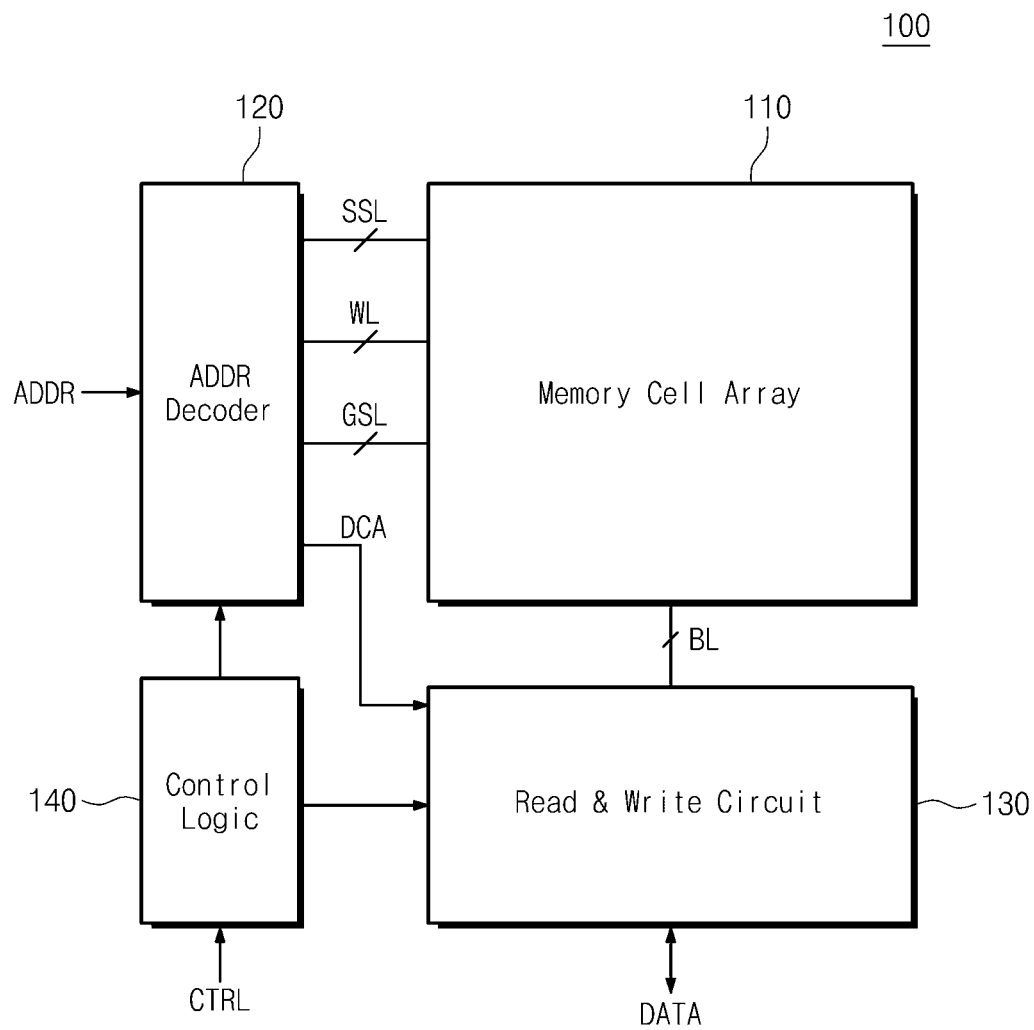 100
120
110
SSL
WL
ADDR
ADDR
Decoder
GSL
Memory Cell Array
DCA
BL
140
Control
Logic
Read & Write Circuit
130
CTRL
DATA